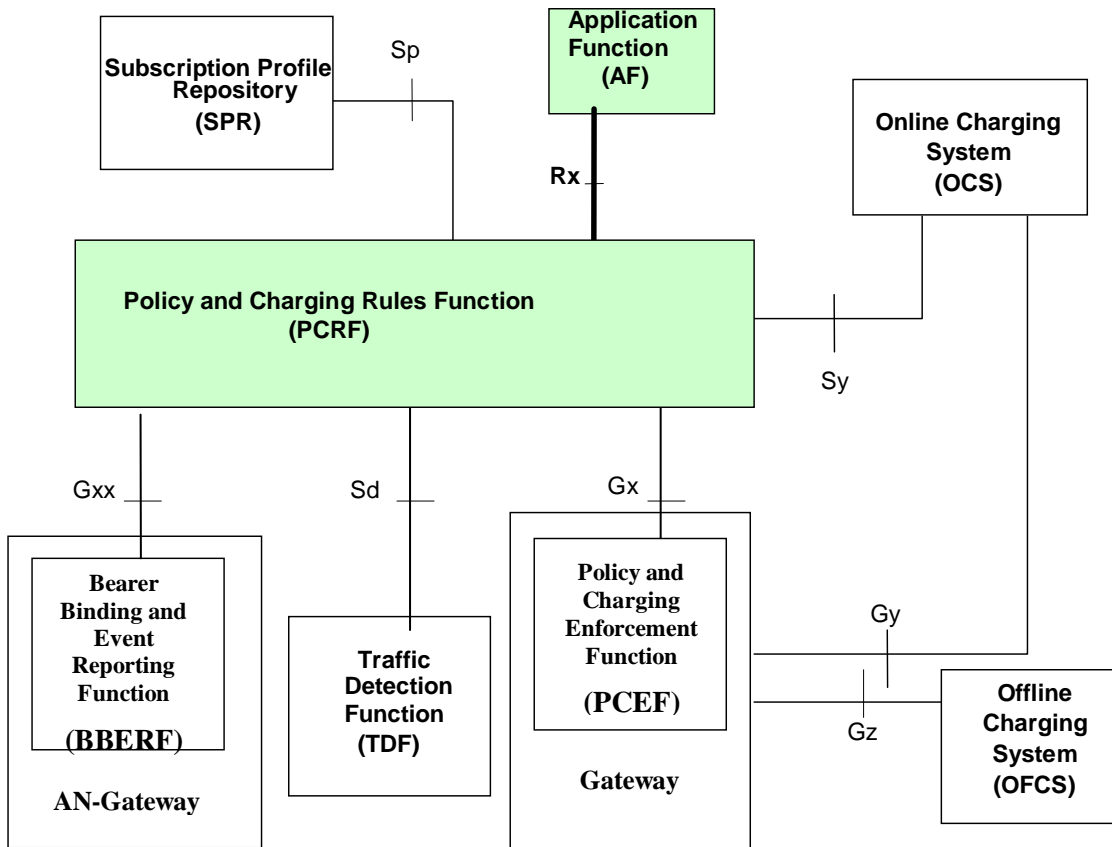 Application
Function
(AF)
Sp
Subscription Profile
Repository
(SPR)
Online Charging
System
(OCS)
Rx
Policy and Charging Rules Function
(PCRF)
Sy
Gxx
Sd
Gx
Bearer
Binding and
Event
Reporting
Function
(BBERF)
AN-Gateway
Traffic
Detection
Function
(TDF)
Policy and
Charging
Enforcement
Function
(PCEF)
Gateway
Gy
Gz
Offline
Charging
System
(OFCS)